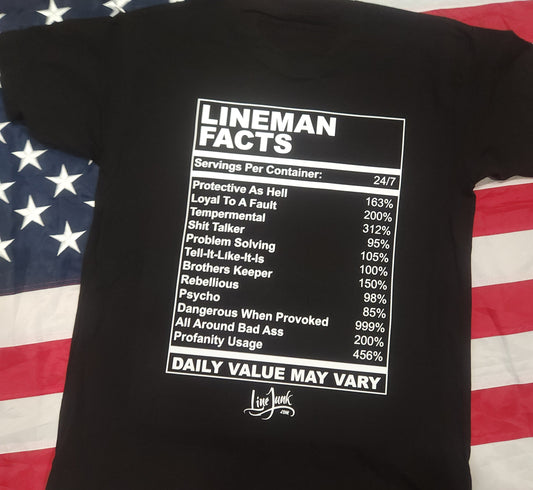 LINEMAN
FACTS
Servings Per Container: 24/7
Protective As Hell 163%
Loyal To A Fault 200%
Tempermental 312%
Shit Talker 95%
Problem Solving 105%
Tell-It-Like-It-Is 100%
Brothers Keeper 150%
Rebellious 98%
Psycho 85%
Dangerous When Provoked 999%
All Around Bad Ass 200%
Profanity Usage 456%
DAILY VALUE MAY VARY
LineJunk
.com